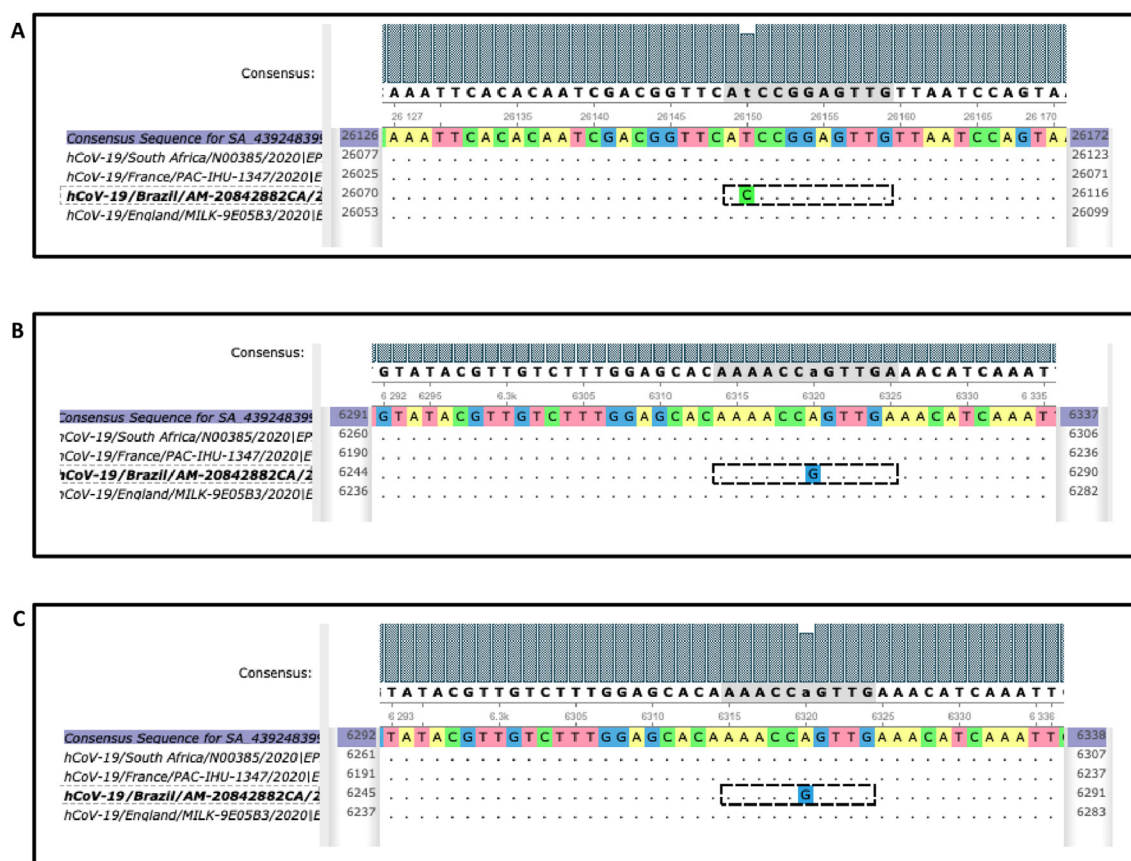 A
Consensus:
AAATTCACACAATCGACGGTTCAtCCGGAGTTGTTAATCCAGTA
26 127 26135 26140 26145 26150 26155 26160 26165 26 170
Consensus Sequence for SA_439248399 26126 AAATTCACACAATCGACGGTTCATCCGGAGTTGTTAATCCAGTA 26172
hCoV-19/South Africa/N00385/2020|EP 26077 26123
hCoV-19/France/PAC-IHU-1347/2020|EP 26025 26071
hCoV-19/Brazil/AM-20842882CA/2 26070 C 26116
hCoV-19/England/MILK-9E05B3/2020|E 26053 26099
B
Consensus:
GTATACGTTGTCTTTGGAGCACAAAACCaGTTGAAACATCAAAT
6 292 6295 6.3k 6305 6310 6315 6320 6325 6330 6 335
Consensus Sequence for SA_439248399 6291 GTATACGTTGTCTTTGGAGCACAAAACCAGTTGAAACATCAAAT 6337
hCoV-19/South Africa/N00385/2020|EP 6260 6306
hCoV-19/France/PAC-IHU-1347/2020|EP 6190 6236
hCoV-19/Brazil/AM-20842882CA/2 6244 G 6290
hCoV-19/England/MILK-9E05B3/2020|E 6236 6282
C
Consensus:
TATACGTTGTCTTTGGAGCACAAAACCaGTTGAAACATCAAATT
6 293 6.3k 6305 6310 6315 6320 6325 6330 6 336
Consensus Sequence for SA_439248399 6292 TATACGTTGTCTTTGGAGCACAAAACCAGTTGAAACATCAAATT 6338
hCoV-19/South Africa/N00385/2020|EP 6261 6307
hCoV-19/France/PAC-IHU-1347/2020|EP 6191 6237
hCoV-19/Brazil/AM-20842882CA/2 6245 G 6291
hCoV-19/England/MILK-9E05B3/2020|E 6237 6283